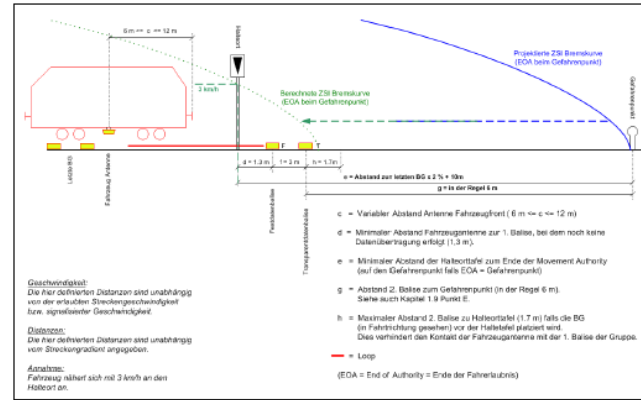 6 m <= c <= 12 m
Halteort
Projektierte ZSI Bremskurve
(EOA beim Gefahrenpunkt)
3 km/h
Berechnete ZSI Bremskurve
(EOA beim Gefahrenpunkt)
Gefahrenpunkt
F
T
d = 1.3 m
l = 3 m
h = 1.7m
e = Abstand zum letzten BG x 2 % + 10m
g = in der Regel 6 m
Letzte BG
Fahrzeug Antenne
Festdatenbalise
Transparentdatenbalise
c = Variabler Abstand Antenne Fahrzeugfront ( 6 m <= c <= 12 m)
d = Minimaler Abstand Fahrzeugantenne zur 1. Balise, bei dem noch keine
Datenübertragung erfolgt (1,3 m).
e = Minimaler Abstand der Halteorttafel zum Ende der Movement Authority
(auf den Gefahrenpunkt falls EOA = Gefahrenpunkt)
g = Abstand 2. Balise zum Gefahrenpunkt (in der Regel 6 m).
Siehe auch Kapitel 1.9 Punkt E.
h = Maximaler Abstand 2. Balise zu Halteorttafel (1.7 m) falls die BG
(in Fahrtrichtung gesehen) vor der Haltetafel platziert wird.
Dies verhindert den Kontakt der Fahrzeugantenne mit der 1. Balise der Gruppe.
= Loop
(EOA = End of Authority = Ende der Fahrerlaubnis)
Geschwindigkeit:
Die hier definierten Distanzen sind unabhängig
von der erlaubten Streckengeschwindigkeit
bzw. signalisierter Geschwindigkeit.
Distanzen:
Die hier definierten Distanzen sind unabhängig
vom Streckengradient angegeben.
Annahme:
Fahrzeug nähert sich mit 3 km/h an den
Halteort an.